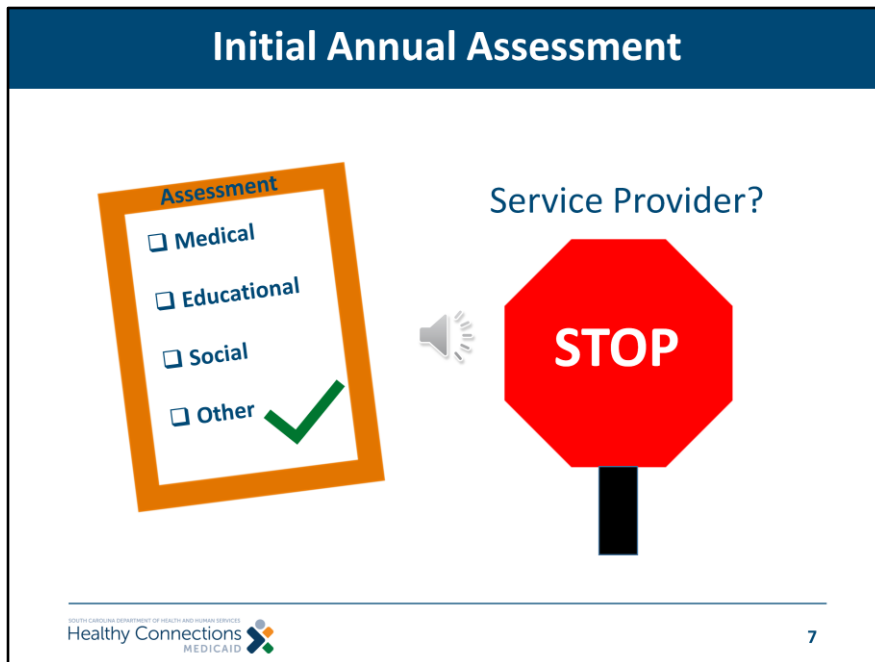 Initial Annual Assessment
Assessment
Medical
Educational
Social
Other
Service Provider?
STOP
SOUTH CAROLINA DEPARTMENT OF HEALTH AND HUMAN SERVICES
Healthy Connections
MEDICAID
7